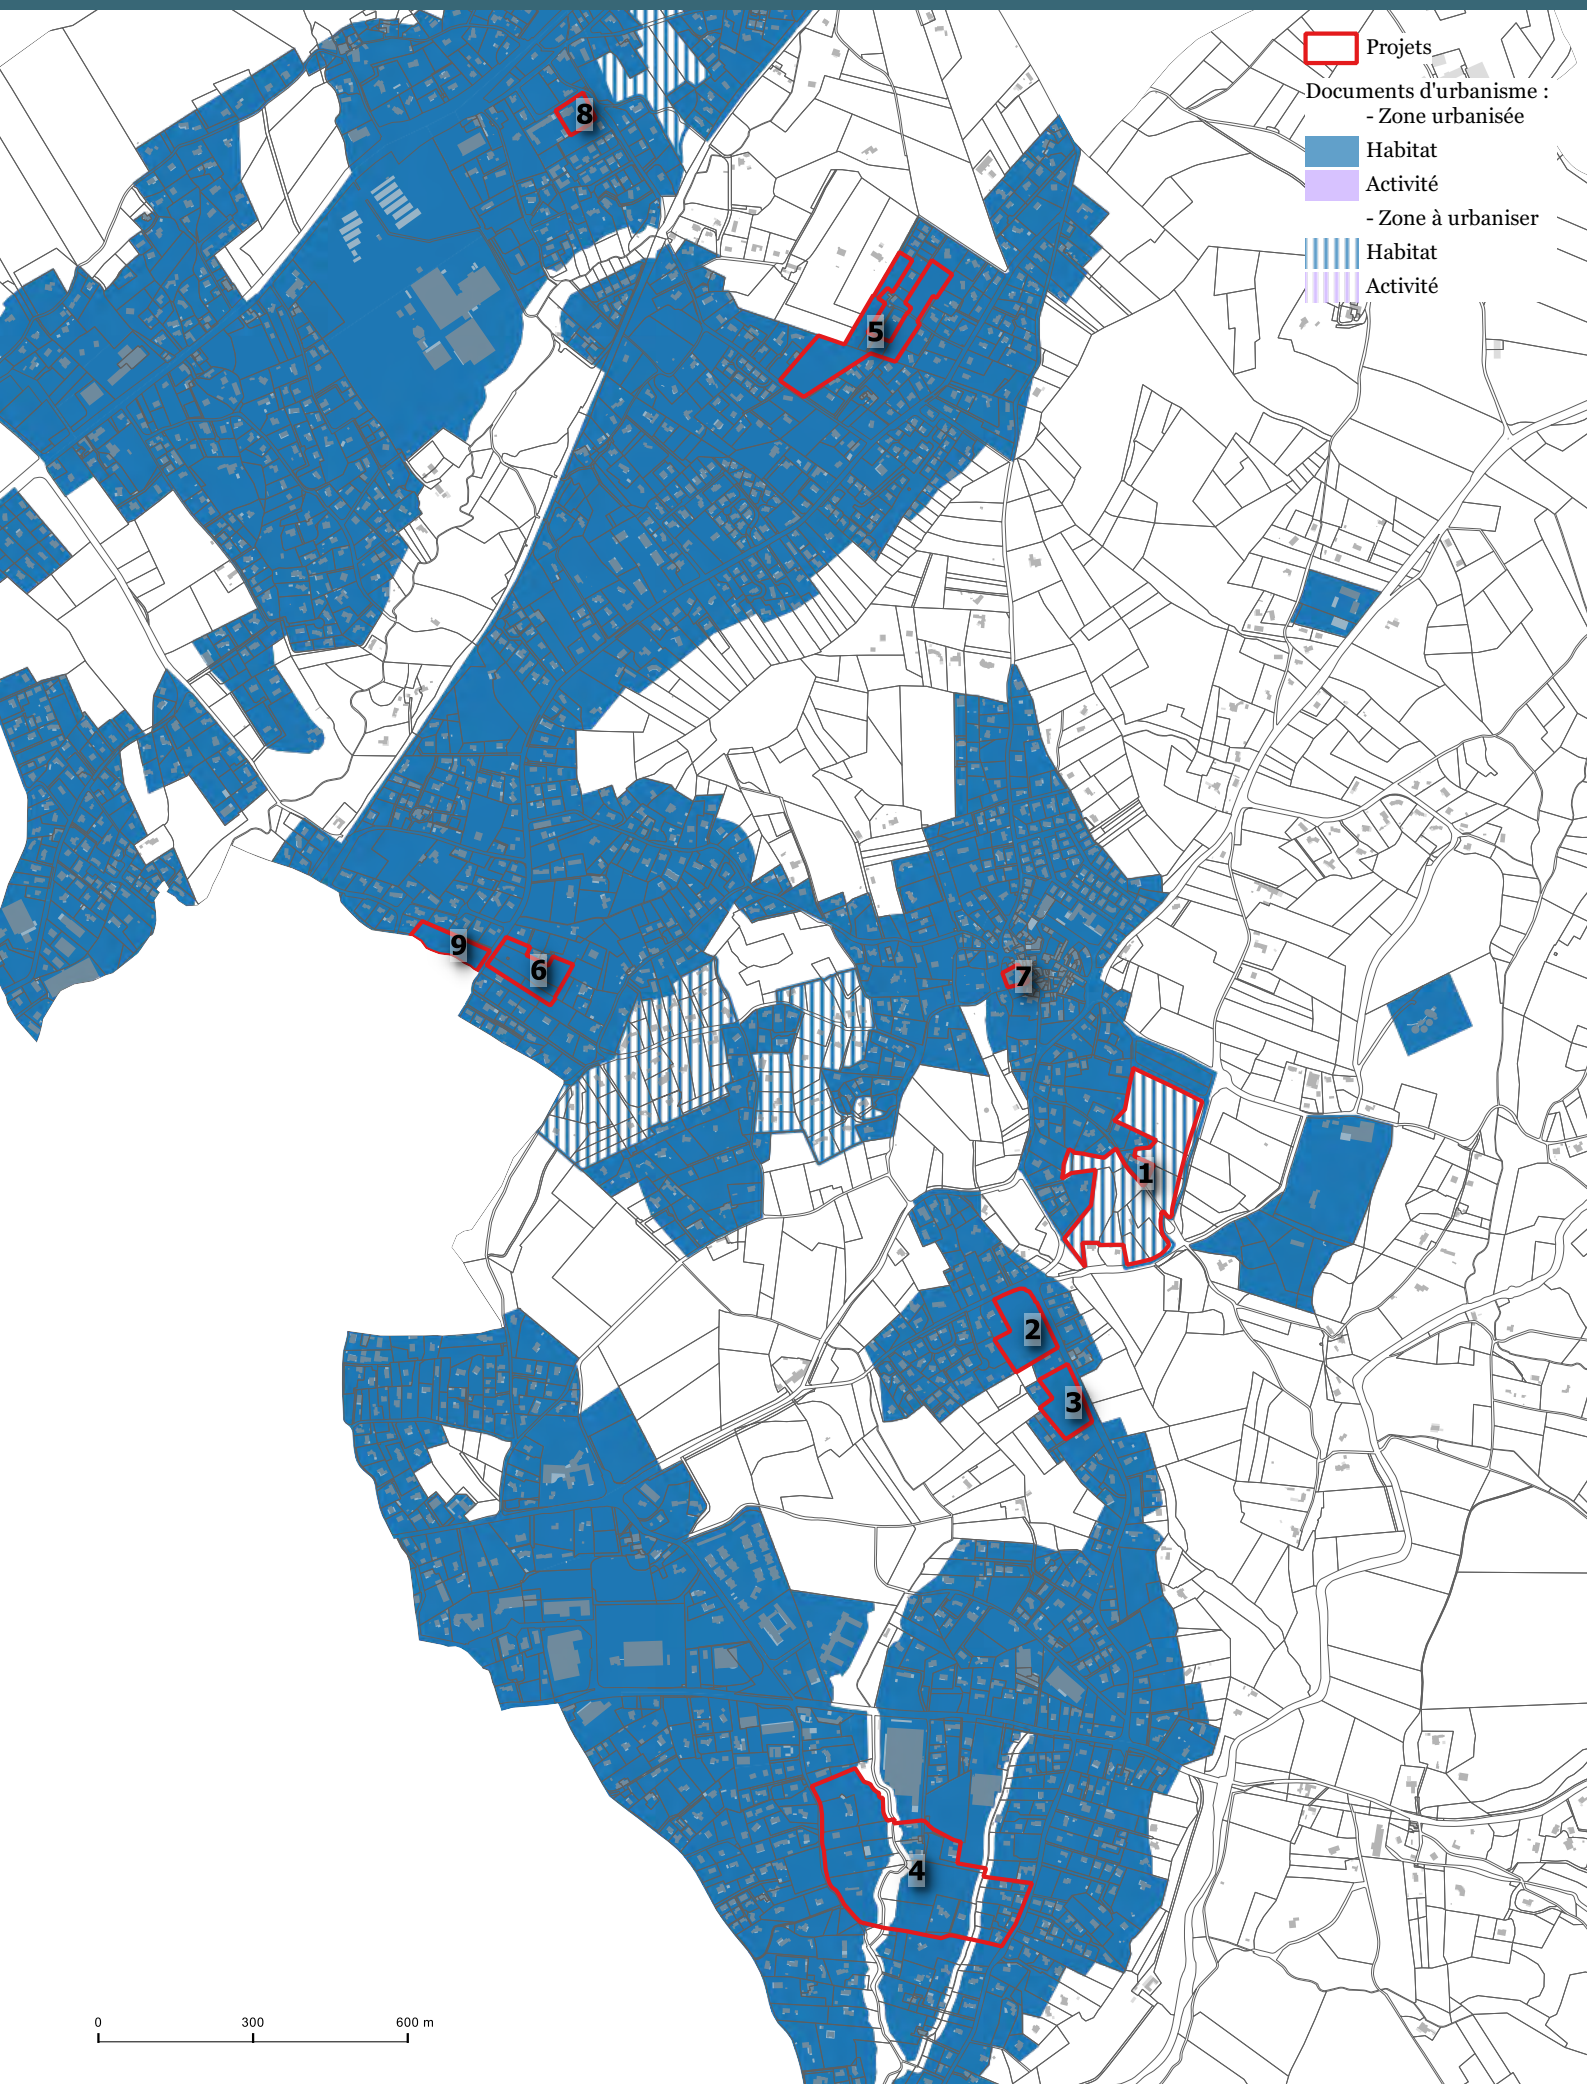 Projets
Documents d'urbanisme :
- Zone urbanisée
Habitat
Activité
- Zone à urbaniser
Habitat
Activité
8
5
9
6
7
1
2
3
4
0 300 600 m